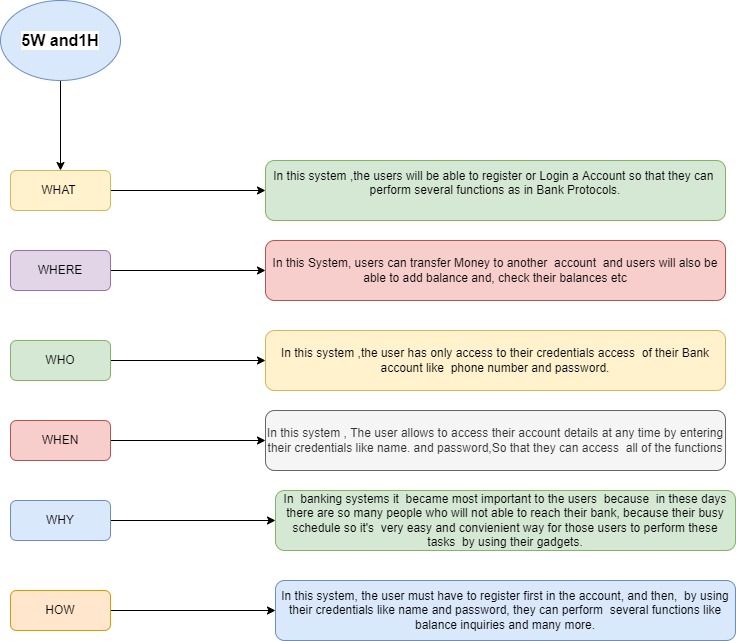 5W and1H
WHAT
In this system ,the users will be able to register or Login a Account so that they can
perform several functions as in Bank Protocols.
WHERE
In this System, users can transfer Money to another account and users will also be
able to add balance and, check their balances etc
WHO
In this system ,the user has only access to their credentials access of their Bank
account like phone number and password.
WHEN
In this system , The user allows to access their account details at any time by entering
their credentials like name. and password,So that they can access all of the functions
WHY
In banking systems it became most important to the users because in these days
there are so many people who will not able to reach their bank, because their busy
schedule so it's very easy and convienient way for those users to perform these
tasks by using their gadgets.
HOW
In this system, the user must have to register first in the account, and then, by using
their credentials like name and password, they can perform several functions like
balance inquiries and many more.